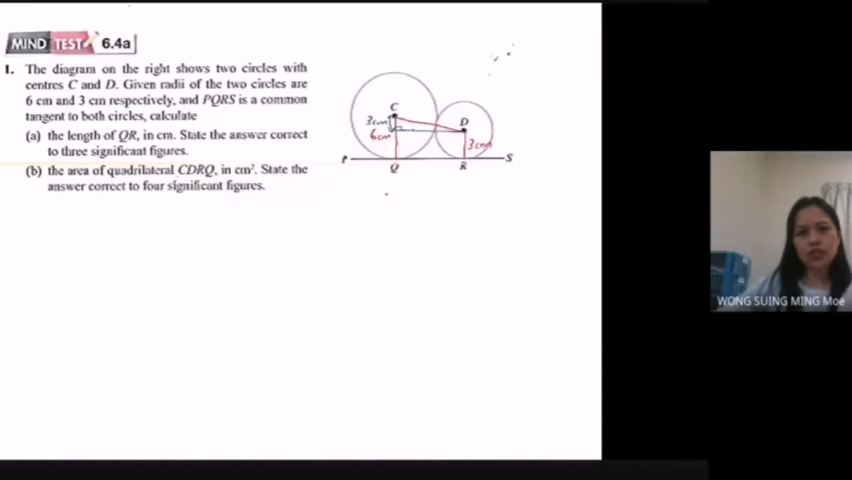 MIND TEST 6.4a
1. The diagram on the right shows two circles with
centres C and D. Given radii of the two circles are
6 cm and 3 cm respectively, and PQRS is a common
tangent to both circles, calculate
(a) the length of QR, in cm. State the answer correct
to three significant figures.
(b) the area of quadrilateral CDRQ, in cm². State the
answer correct to four significant figures.
C
3cm
6cm
D
3cm
P
Q
R
S
WONG SUING MING Moe